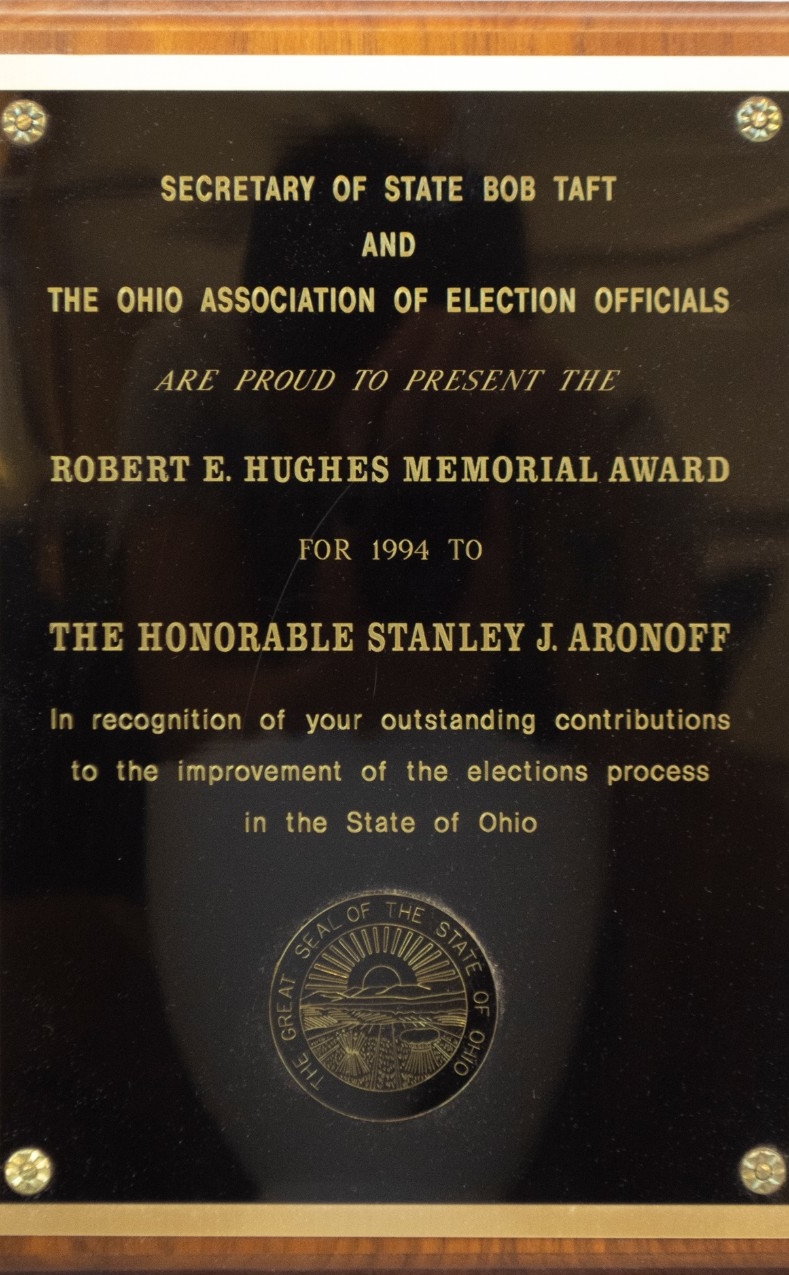 SECRETARY OF STATE BOB TAFT
AND
THE OHIO ASSOCIATION OF ELECTION OFFICIALS
ARE PROUD TO PRESENT THE
ROBERT E. HUGHES MEMORIAL AWARD
FOR 1994 TO
THE HONORABLE STANLEY J. ARONOFF
In recognition of your outstanding contributions
to the improvement of the elections process
in the State of Ohio
THE GREAT SEAL OF THE STATE OF OHIO